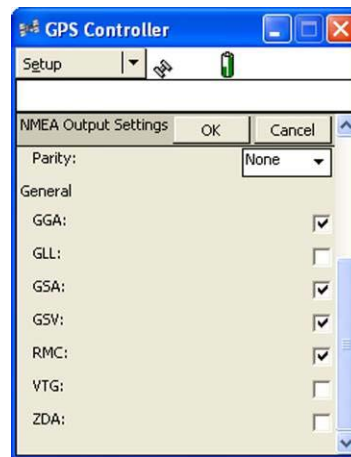 GPS Controller
Setup
NMEA Output Settings OK Cancel
Parity: None
General
GGA:
GLL:
GSA:
GSV:
RMC:
VTG:
ZDA: